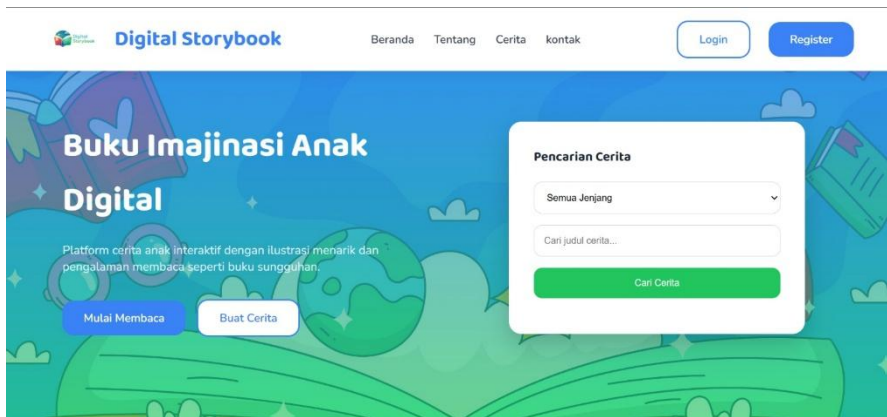 Digital Storybook
Beranda Tentang Cerita kontak
Login
Register
Buku Imajinasi Anak
Digital
Platform cerita anak interaktif dengan ilustrasi menarik dan
pengalaman membaca seperti buku sungguhan.
Mulai Membaca
Buat Cerita
Pencarian Cerita
Semua Jenjang
Cari judul cerita...
Cari Cerita